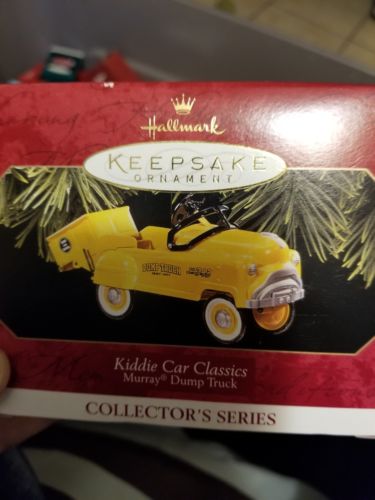 Hallmark
KEEPSAKE
ORNAMENT
DUMP TRUCK
Kiddie Car Classics
Murray® Dump Truck
COLLECTOR'S SERIES